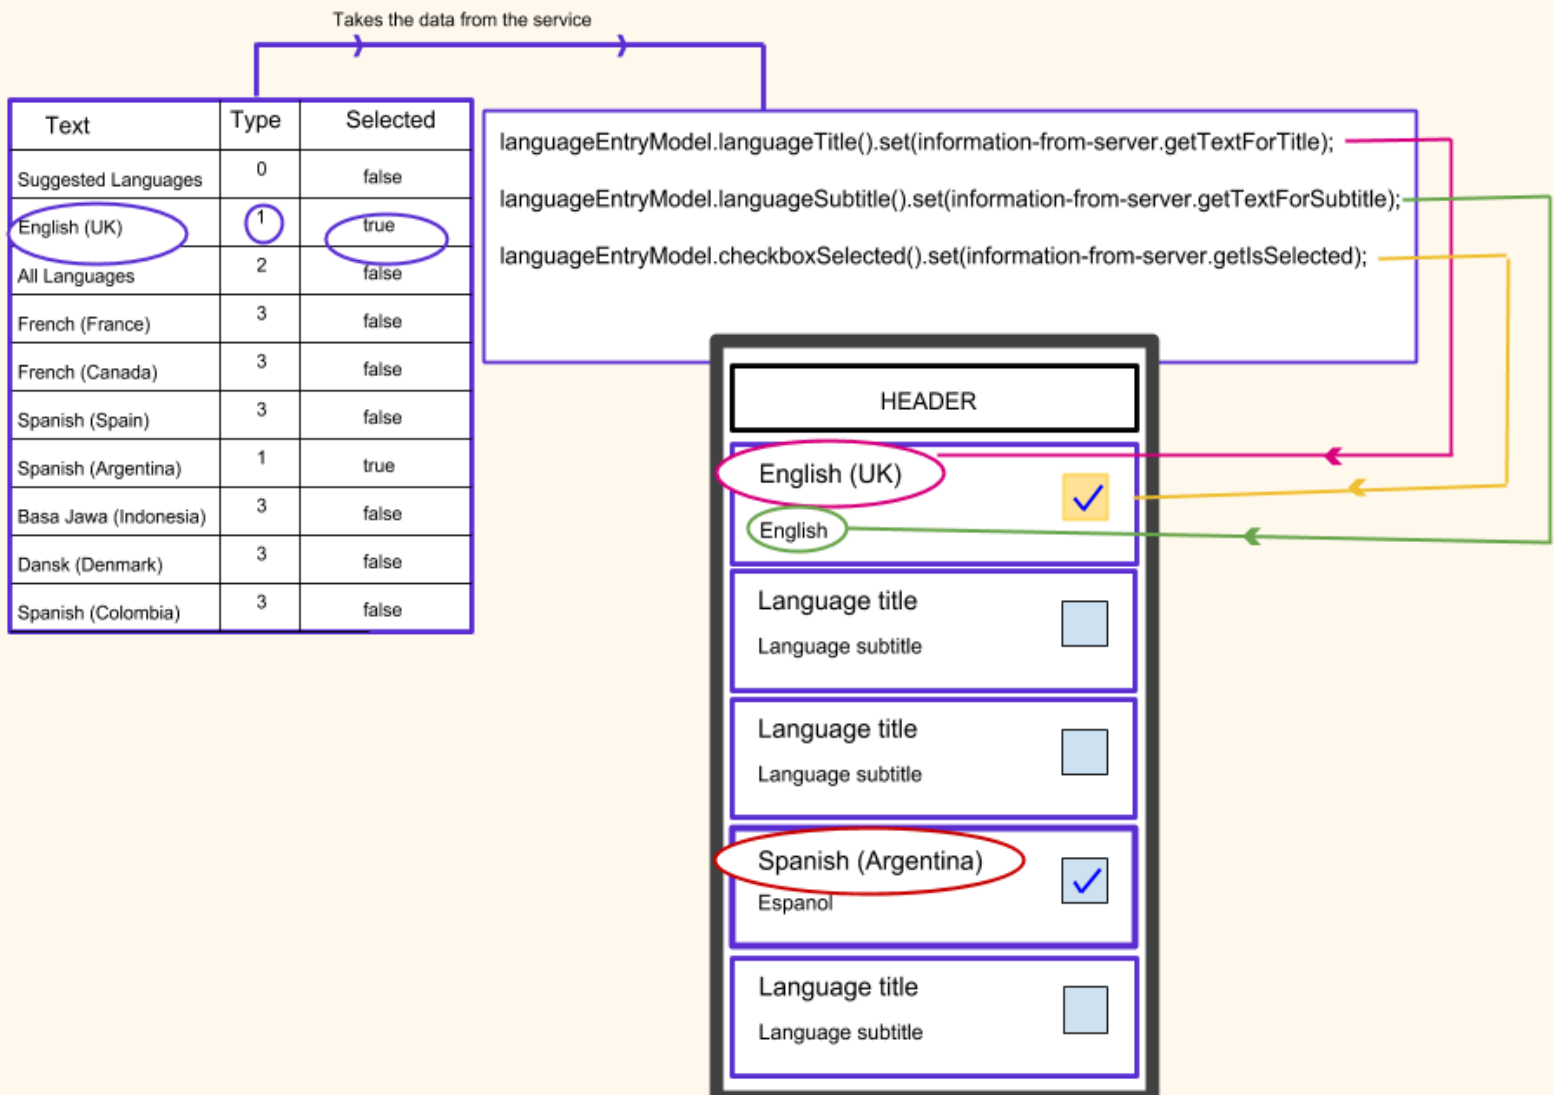 Takes the data from the service
Text Type Selected
Suggested Languages 0 false
English (UK) 1 true
All Languages 2 false
French (France) 3 false
French (Canada) 3 false
Spanish (Spain) 3 false
Spanish (Argentina) 1 true
Basa Jawa (Indonesia) 3 false
Dansk (Denmark) 3 false
Spanish (Colombia) 3 false
languageEntryModel.languageTitle().set(information-from-server.getTextForTitle);
languageEntryModel.languageSubtitle().set(information-from-server.getTextForSubtitle);
languageEntryModel.checkboxSelected().set(information-from-server.getIsSelected);
HEADER
English (UK)
English
Language title
Language subtitle
Language title
Language subtitle
Spanish (Argentina)
Espanol
Language title
Language subtitle